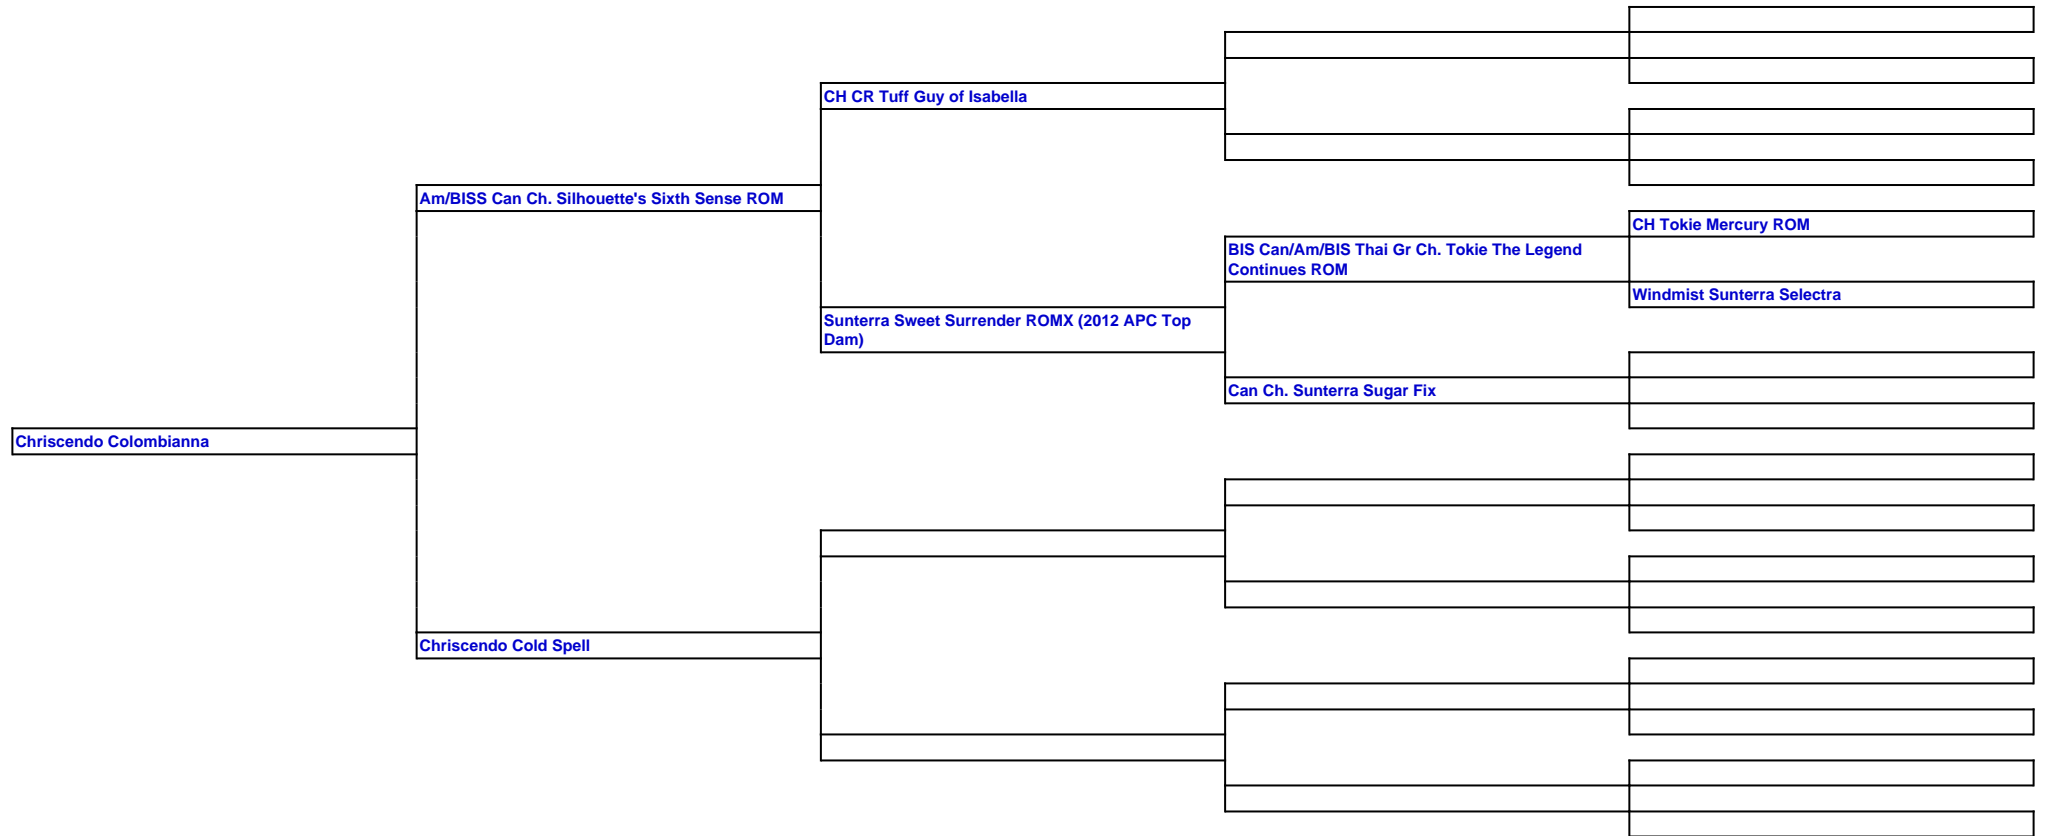 CH CR Tuff Guy of Isabella
Am/BISS Can Ch. Silhouette's Sixth Sense ROM
CH Tokie Mercury ROM
BIS Can/Am/BIS Thai Gr Ch. Tokie The Legend
Continues ROM
Windmist Sunterra Selectra
Sunterra Sweet Surrender ROMX (2012 APC Top
Dam)
Can Ch. Sunterra Sugar Fix
Chriscendo Colombianna
Chriscendo Cold Spell